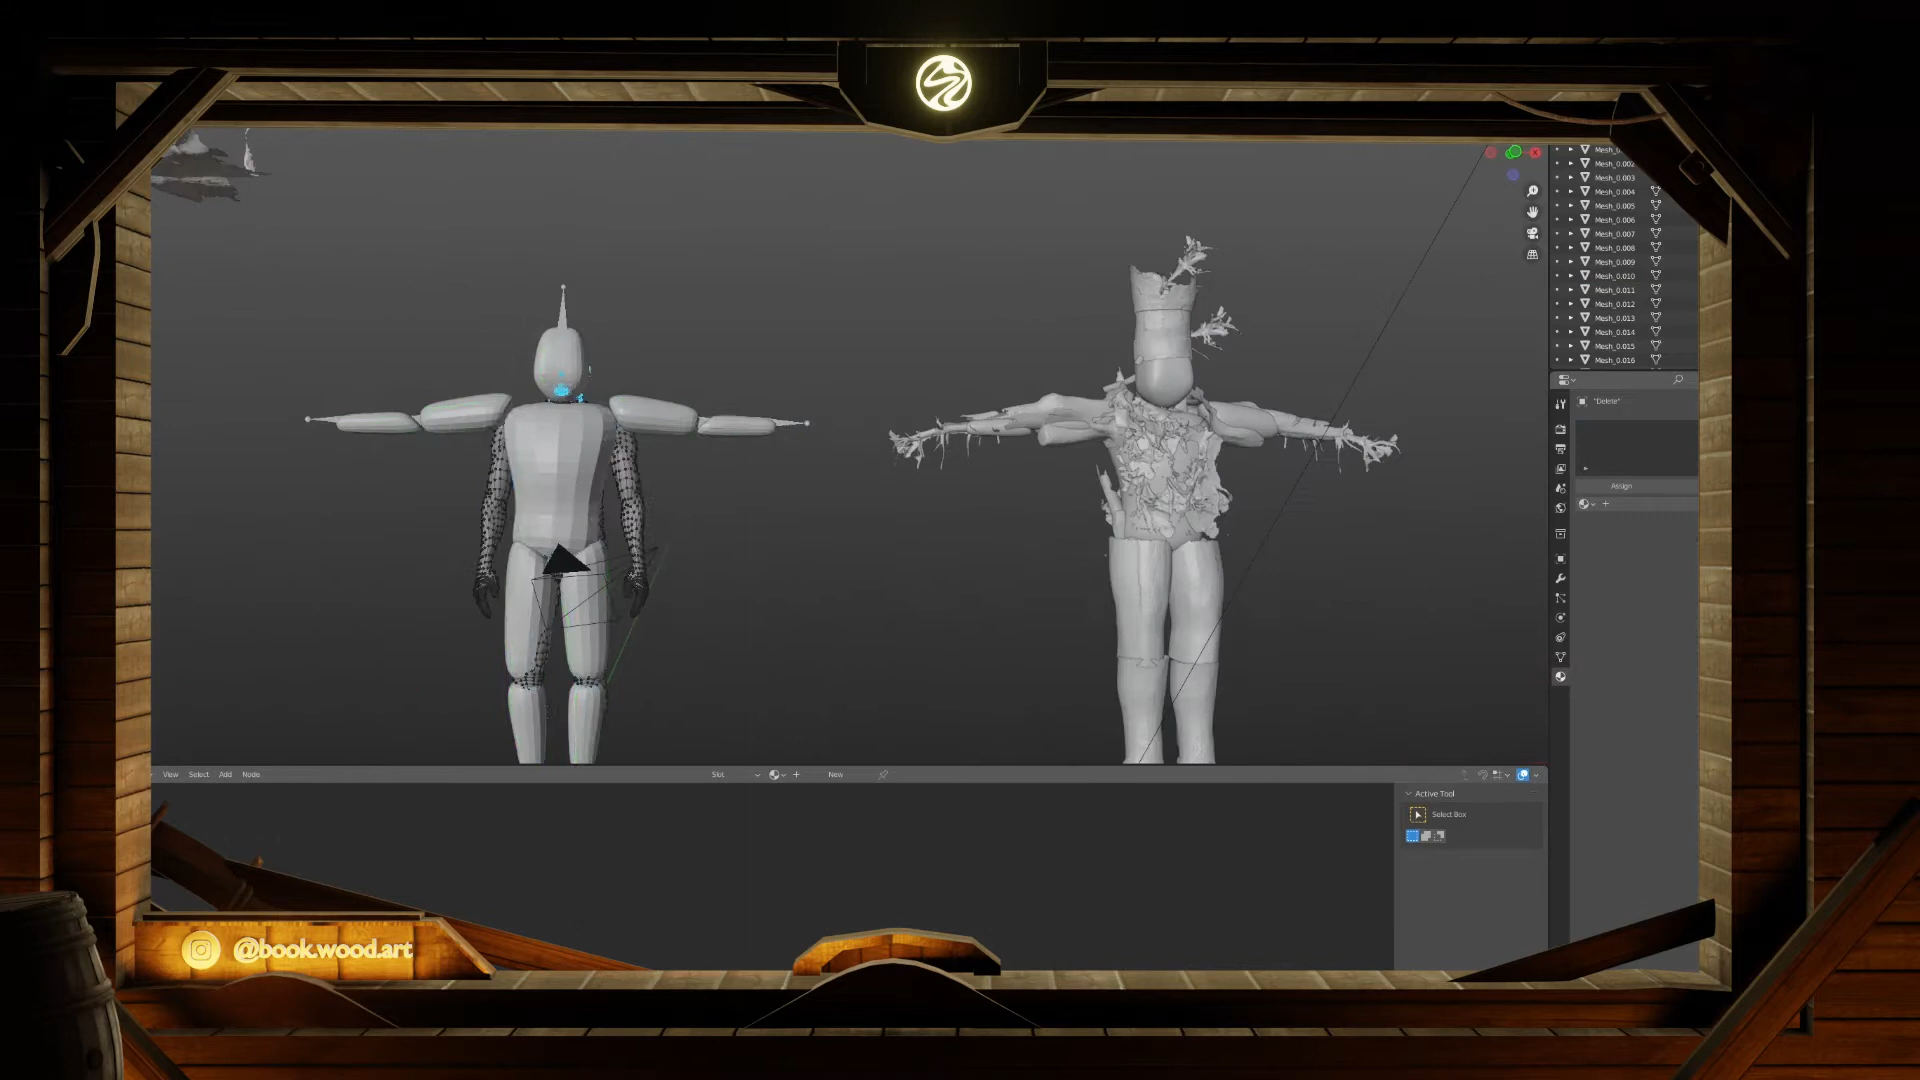 Mesh_0.002
Mesh_0.003
Mesh_0.004
Mesh_0.005
Mesh_0.006
Mesh_0.007
Mesh_0.008
Mesh_0.009
Mesh_0.010
Mesh_0.011
Mesh_0.012
Mesh_0.013
Mesh_0.014
Mesh_0.015
Mesh_0.016
"Delete"
Assign
View Select Add Node Slot New
Active Tool
Select Box
@book.wood.art